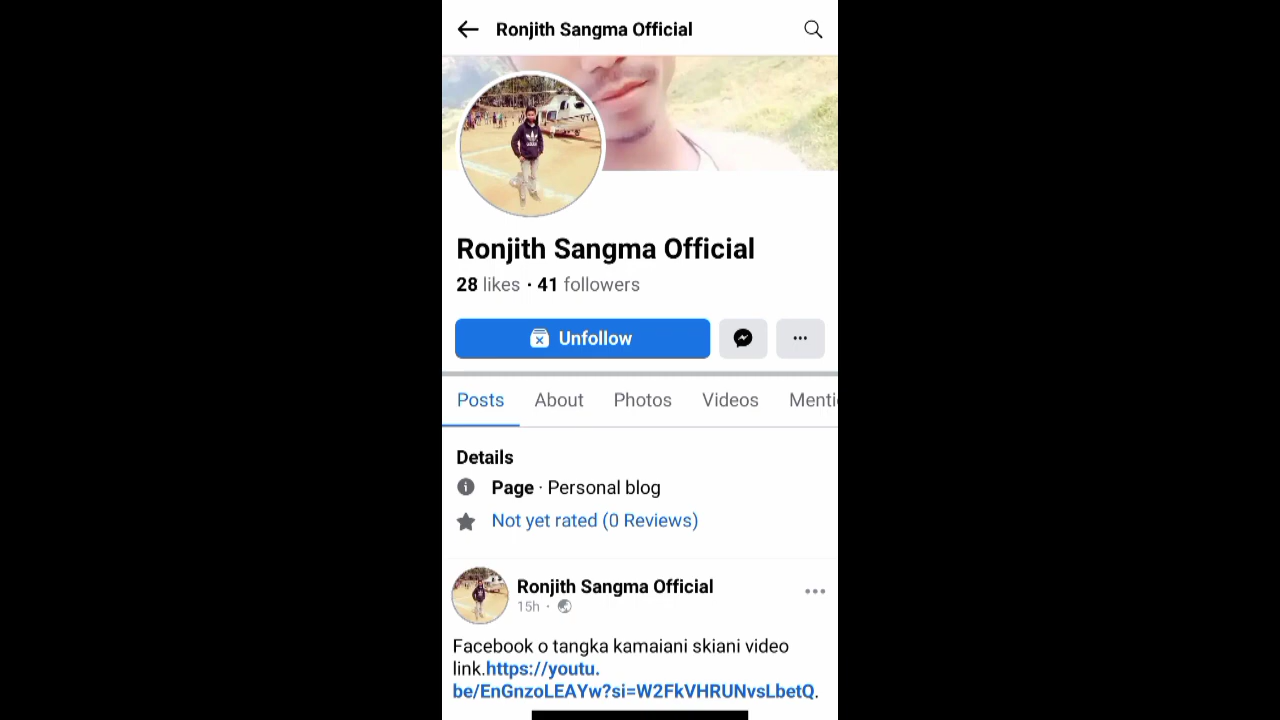 Ronjith Sangma Official
Ronjith Sangma Official
28 likes • 41 followers
Unfollow
Posts About Photos Videos Menti
Details
Page · Personal blog
Not yet rated (0 Reviews)
Ronjith Sangma Official
15h ·
Facebook o tangka kamaiani skiani video
link.https://youtu.
be/EnGnzoLEAYw?si=W2FkVHRUNvsLbetQ.